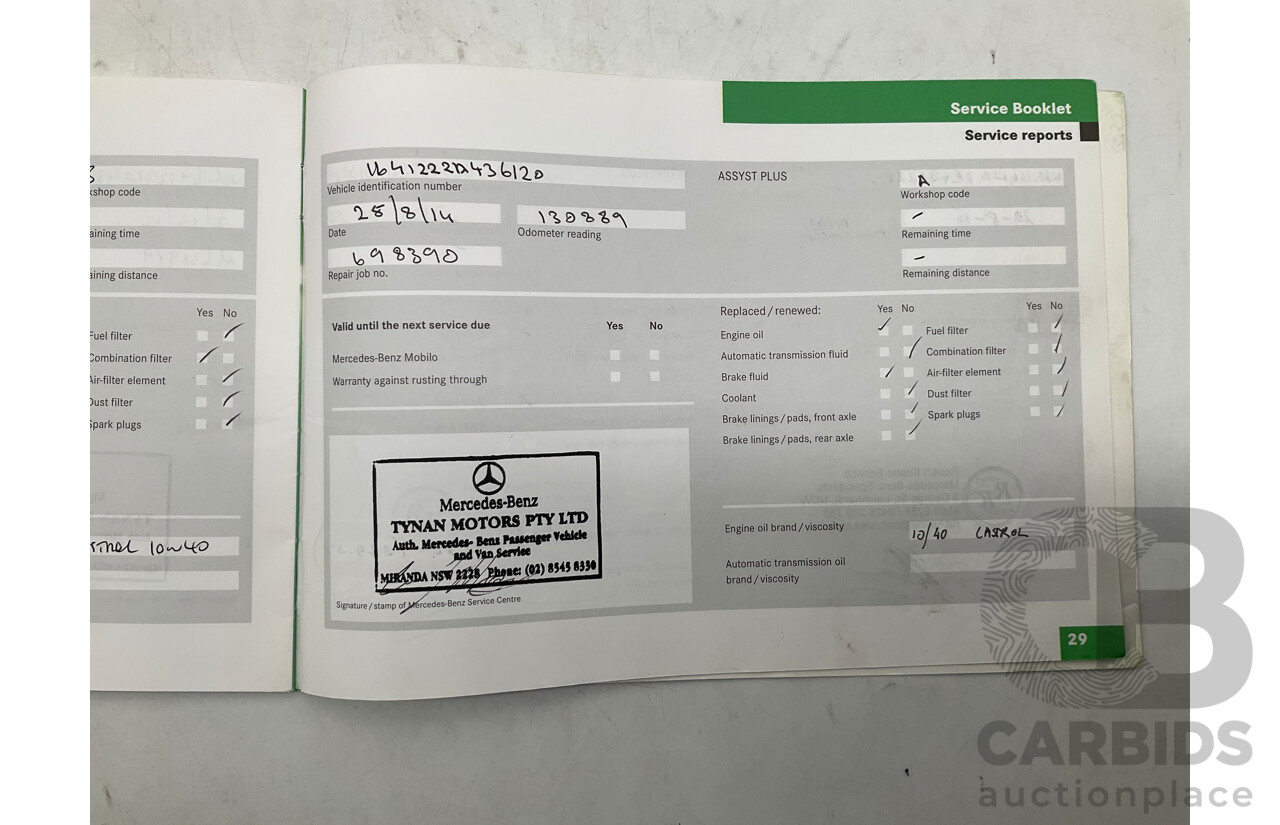 kshop code
aining time
aining distance
Yes No
Fuel filter
Combination filter
Air-filter element
Dust filter
Spark plugs
10W40
Service Booklet
Service reports
Vehicle identification number
28/8/14
Date
130889
Odometer reading
698390
Repair job no.
ASSYST PLUS
A
Workshop code
-
Remaining time
-
Remaining distance
Valid until the next service due Yes No
Mercedes-Benz Mobilo
Warranty against rusting through
Replaced / renewed: Yes No
Engine oil
Automatic transmission fluid
Brake fluid
Coolant
Brake linings / pads, front axle
Brake linings / pads, rear axle
Yes No
Fuel filter
Combination filter
Air-filter element
Dust filter
Spark plugs
Mercedes-Benz
TYNAN MOTORS PTY LTD
Auth. Mercedes- Benz Passenger Vehicle
and Van Service
MIRANDA NSW 2228 Phone: (02) 8545 8330
Signature / stamp of Mercedes-Benz Service Centre
Engine oil brand / viscosity
10/40 CASTROL
Automatic transmission oil
brand / viscosity
29
CARBIDS
auctionplace